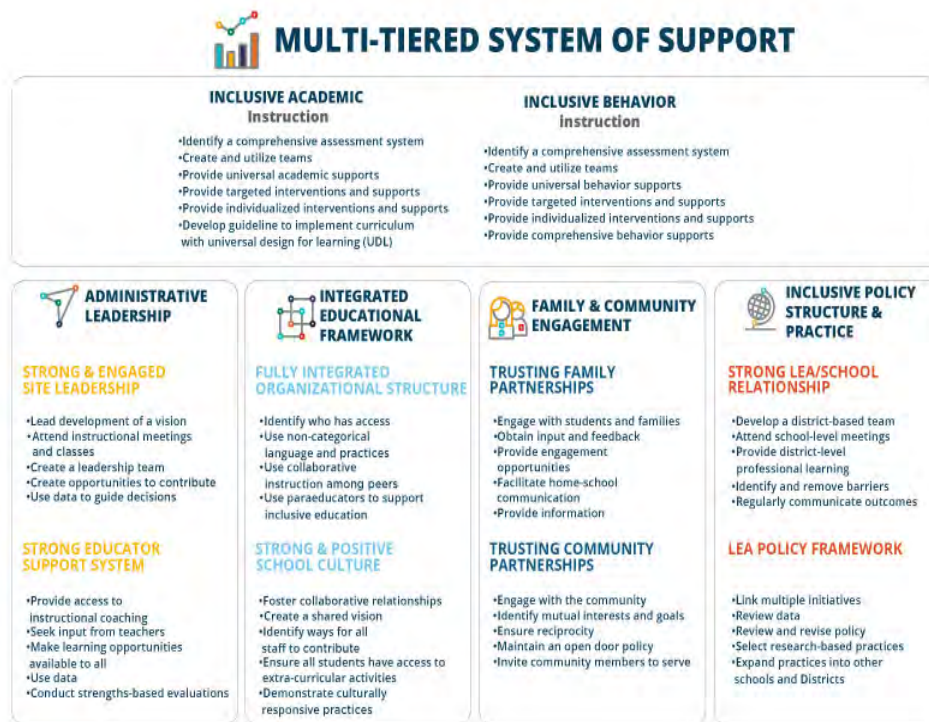 MULTI-TIERED SYSTEM OF SUPPORT
INCLUSIVE ACADEMIC
Instruction
•Identify a comprehensive assessment system
•Create and utilize teams
•Provide universal academic supports
•Provide targeted interventions and supports
•Provide individualized interventions and supports
•Develop guideline to implement curriculum
with universal design for learning (UDL)
INCLUSIVE BEHAVIOR
instruction
•Identify a comprehensive assessment system
•Create and utilize teams
•Provide universal behavior supports
•Provide targeted interventions and supports
•Provide individualized interventions and supports
•Provide comprehensive behavior supports
ADMINISTRATIVE
LEADERSHIP
STRONG & ENGAGED
SITE LEADERSHIP
•Lead development of a vision
•Attend instructional meetings
and classes
•Create a leadership team
•Create opportunities to contribute
•Use data to guide decisions
STRONG EDUCATOR
SUPPORT SYSTEM
•Provide access to
instructional coaching
•Seek input from teachers
•Make learning opportunities
available to all
•Use data
•Conduct strengths-based evaluations
INTEGRATED
EDUCATIONAL
FRAMEWORK
FULLY INTEGRATED
ORGANIZATIONAL STRUCTURE
•Identify who has access
•Use non-categorical
language and practices
•Use collaborative
instruction among peers
•Use paraeducators to support
inclusive education
STRONG & POSITIVE
SCHOOL CULTURE
•Foster collaborative relationships
•Create a shared vision
•Identify ways for all
staff to contribute
•Ensure all students have access to
extra-curricular activities
•Demonstrate culturally
responsive practices
FAMILY & COMMUNITY
ENGAGEMENT
TRUSTING FAMILY
PARTNERSHIPS
•Engage with students and families
•Obtain input and feedback
•Provide engagement
opportunities
•Facilitate home-school
communication
•Provide information
TRUSTING COMMUNITY
PARTNERSHIPS
•Engage with the community
•Identify mutual interests and goals
•Ensure reciprocity
•Maintain an open door policy
•Invite community members to serve
INCLUSIVE POLICY
STRUCTURE &
PRACTICE
STRONG LEA/SCHOOL
RELATIONSHIP
•Develop a district-based team
•Attend school-level meetings
•Provide district-level
professional learning
•Identify and remove barriers
•Regularly communicate outcomes
LEA POLICY FRAMEWORK
•Link multiple initiatives
•Review data
•Review and revise policy
•Select research-based practices
•Expand practices into other
schools and Districts